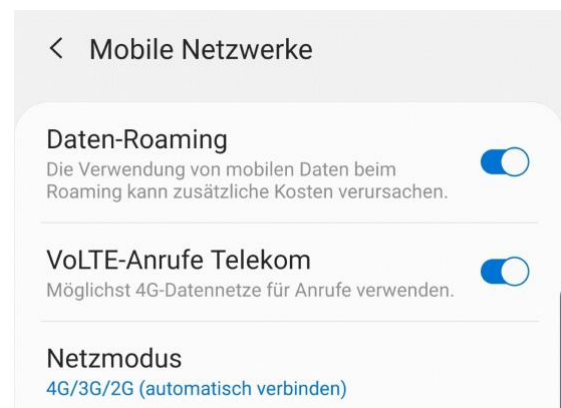 Mobile Netzwerke
Daten-Roaming
Die Verwendung von mobilen Daten beim
Roaming kann zusätzliche Kosten verursachen.
VoLTE-Anrufe Telekom
Möglichst 4G-Datennetze für Anrufe verwenden.
Netzmodus
4G/3G/2G (automatisch verbinden)